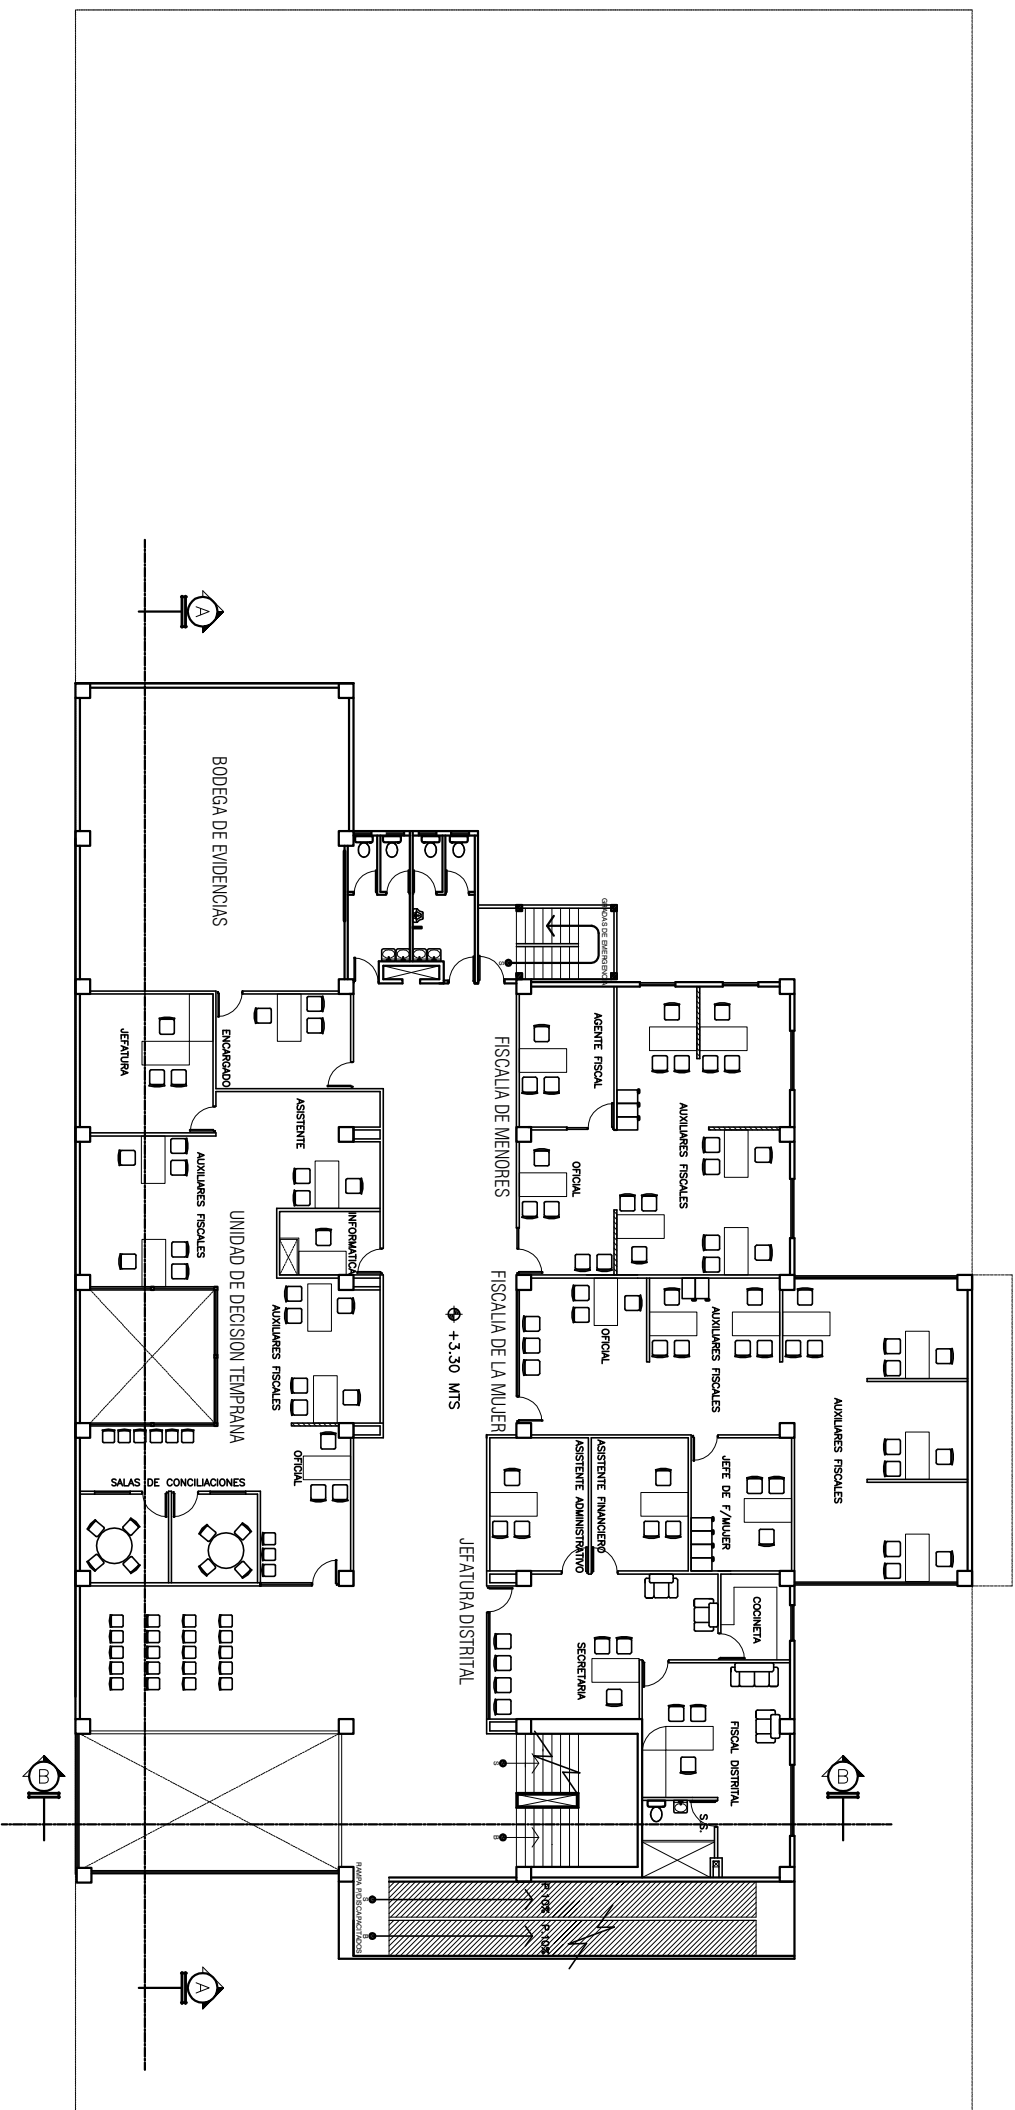 A
BODEGA DE EVIDENCIAS
GRADAS DE EMERGENCIA
S
JEFATURA
ENCARGADO
ASISTENTE
AUXILIARES FISCALES
INFORMATICA
UNIDAD DE DECISION TEMPRANA
AUXILIARES FISCALES
OFICIAL
SALAS DE CONCILIACIONES
FISCALIA DE MENORES
AGENTE FISCAL
AUXILIARES FISCALES
OFICIAL
FISCALIA DE LA MUJER
+3.30 MTS
OFICIAL
AUXILIARES FISCALES
AUXILIARES FISCALES
ASISTENTE ADMINISTRATIVO
ASISTENTE FINANCIERO
JEFE DE F/MUJER
JEFATURA DISTRITAL
SECRETARIA
COCINETA
FISCAL DISTRITAL
S.S.
S
B
B
B
RAMPA P/DISCAPACITADOS
S
B
P.10%
P.10%
A